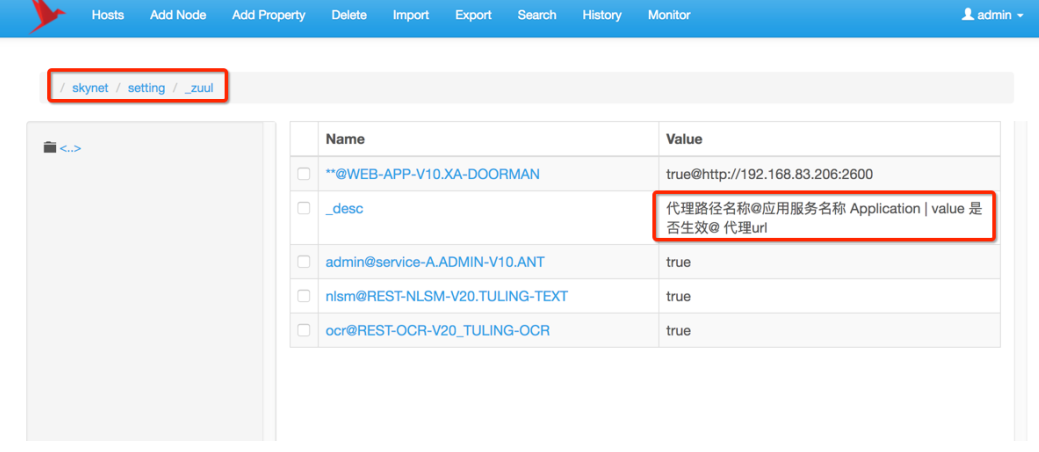 Hosts Add Node Add Property Delete Import Export Search History Monitor admin
/ skynet / setting / _zuul
<..>
Name Value
**@WEB-APP-V10.XA-DOORMAN true@http://192.168.83.206:2600
_desc 代理路径名称@应用服务名称 Application | value 是
否生效@ 代理url
admin@service-A.ADMIN-V10.ANT true
nlsm@REST-NLSM-V20.TULING-TEXT true
ocr@REST-OCR-V20_TULING-OCR true